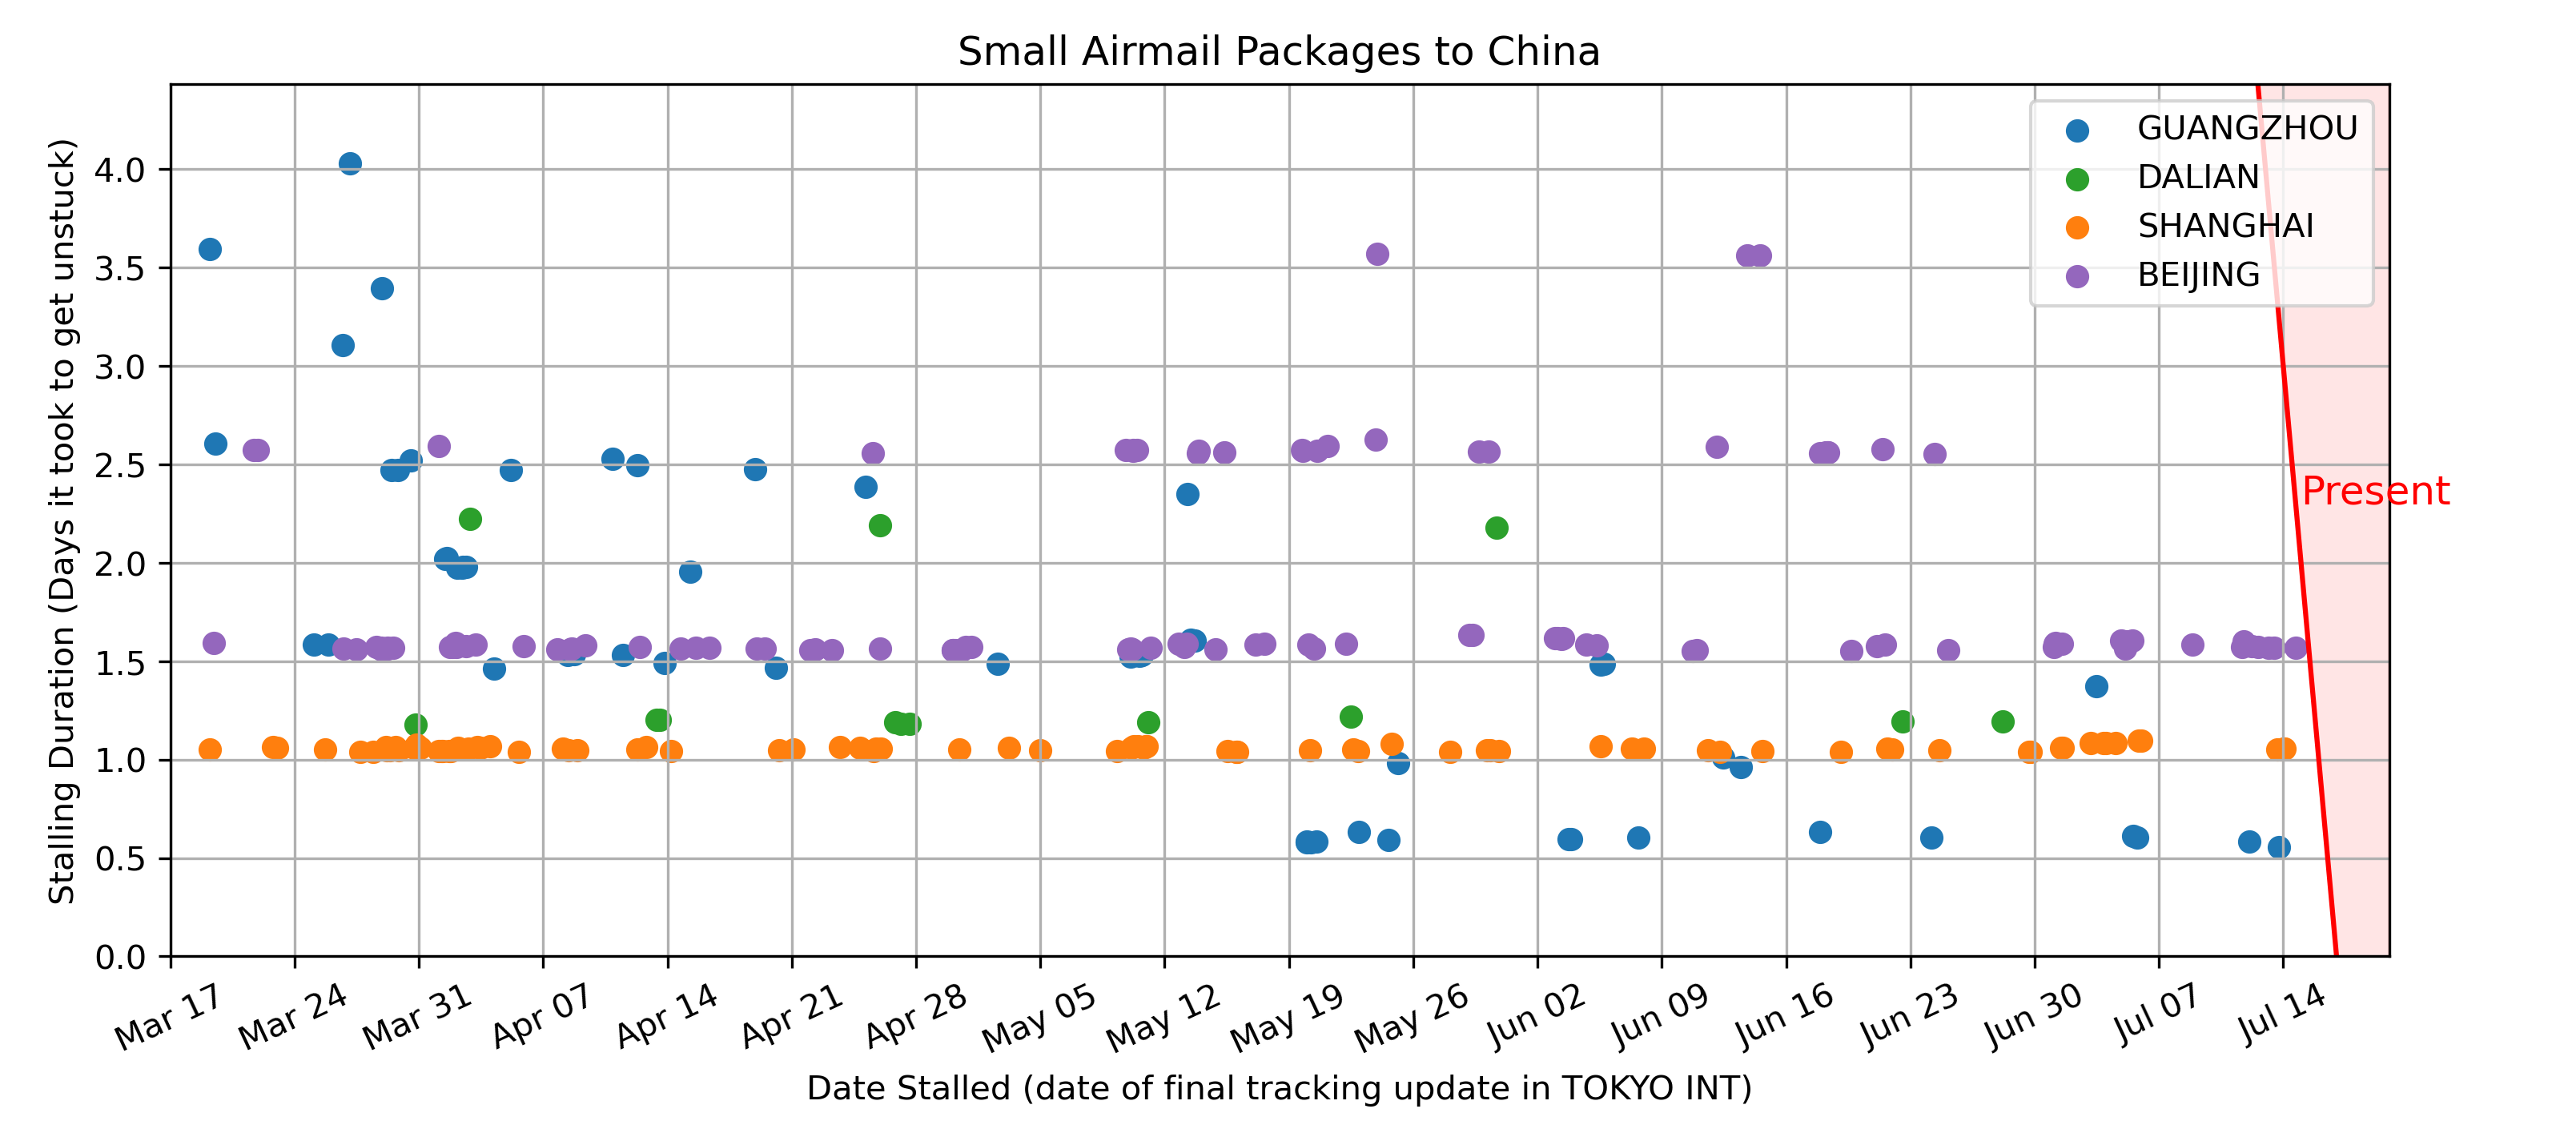 Small Airmail Packages to China
Stalling Duration (Days it took to get unstuck)
4.0
3.5
3.0
2.5
2.0
1.5
1.0
0.5
0.0
GUANGZHOU
DALIAN
SHANGHAI
BEIJING
Present
Mar 17
Mar 24
Mar 31
Apr 07
Apr 14
Apr 21
Apr 28
May 05
May 12
May 19
May 26
Jun 02
Jun 09
Jun 16
Jun 23
Jun 30
Jul 07
Jul 14
Date Stalled (date of final tracking update in TOKYO INT)